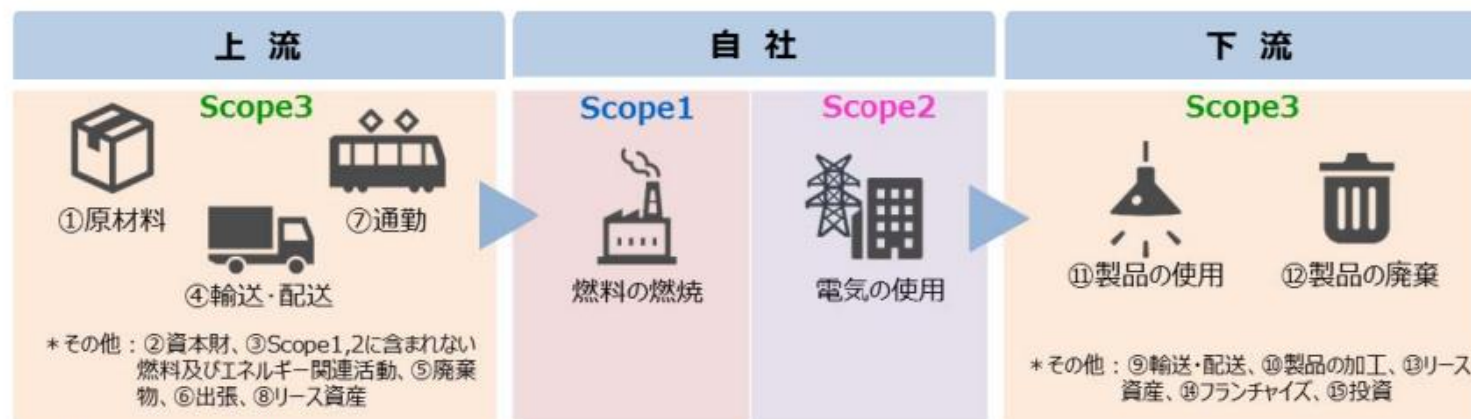 上 流
自 社
下 流
Scope3
①原材料
⑦通勤
④輸送・配送
*その他：②資本財、③Scope1,2に含まれない
燃料及びエネルギー関連活動、⑤廃棄
物、⑥出張、⑧リース資産
Scope1
燃料の燃焼
Scope2
電気の使用
Scope3
⑪製品の使用
⑫製品の廃棄
*その他：⑨輸送・配送、⑩製品の加工、⑬リース
資産、⑭フランチャイズ、⑮投資